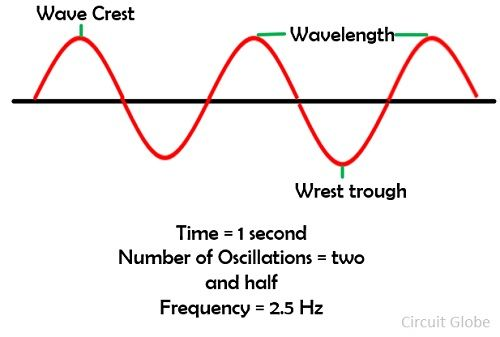 Wave Crest
Wavelength
Wrest trough
Time = 1 second
Number of Oscillations = two
and half
Frequency = 2.5 Hz
Circuit Globe